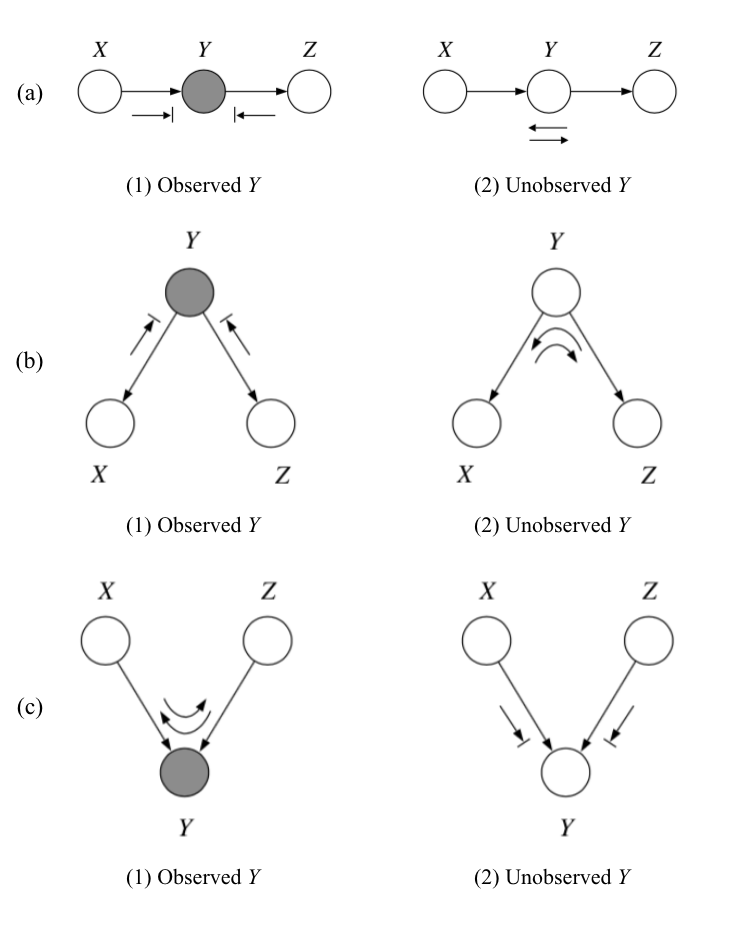 X Y Z X Y Z
(a)
(1) Observed Y (2) Unobserved Y
Y Y
(b)
X Z X Z
(1) Observed Y (2) Unobserved Y
X Z X Z
(c)
Y Y
(1) Observed Y (2) Unobserved Y